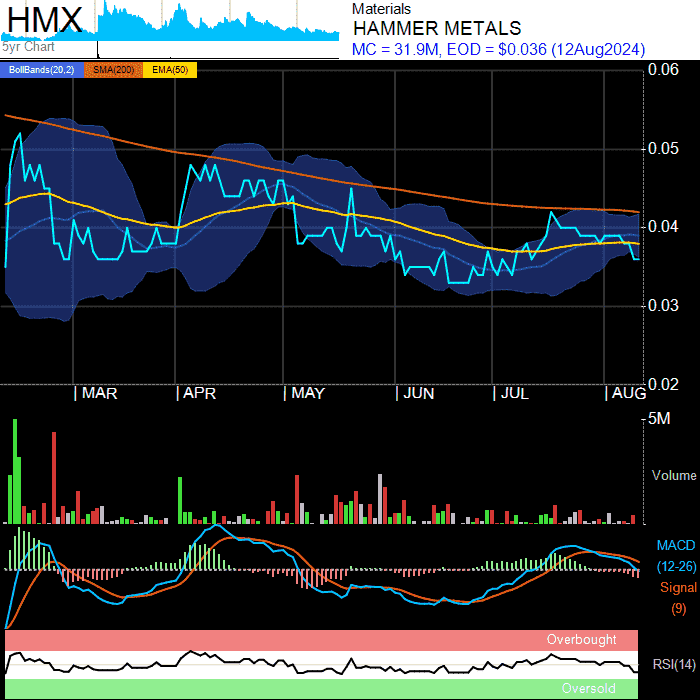 HMX
5yr Chart
Materials
HAMMER METALS
MC = 31.9M, EOD = $0.036 (12Aug2024)
BollBands(20,2) SMA(200) EMA(50)
0.06
0.05
0.04
0.03
0.02
MAR APR MAY JUN JUL AUG
5M
Volume
MACD
(12-26)
Signal
(9)
Overbought
RSI(14)
Oversold